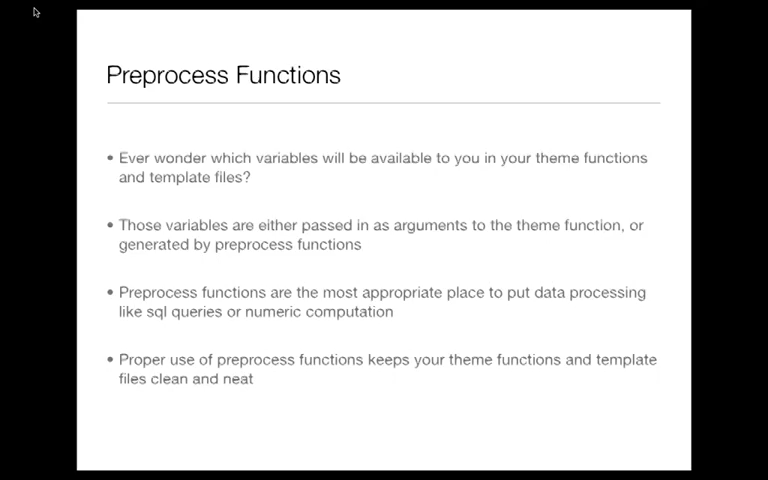 Preprocess Functions
• Ever wonder which variables will be available to you in your theme functions
and template files?
• Those variables are either passed in as arguments to the theme function, or
generated by preprocess functions
• Preprocess functions are the most appropriate place to put data processing
like sql queries or numeric computation
• Proper use of preprocess functions keeps your theme functions and template
files clean and neat